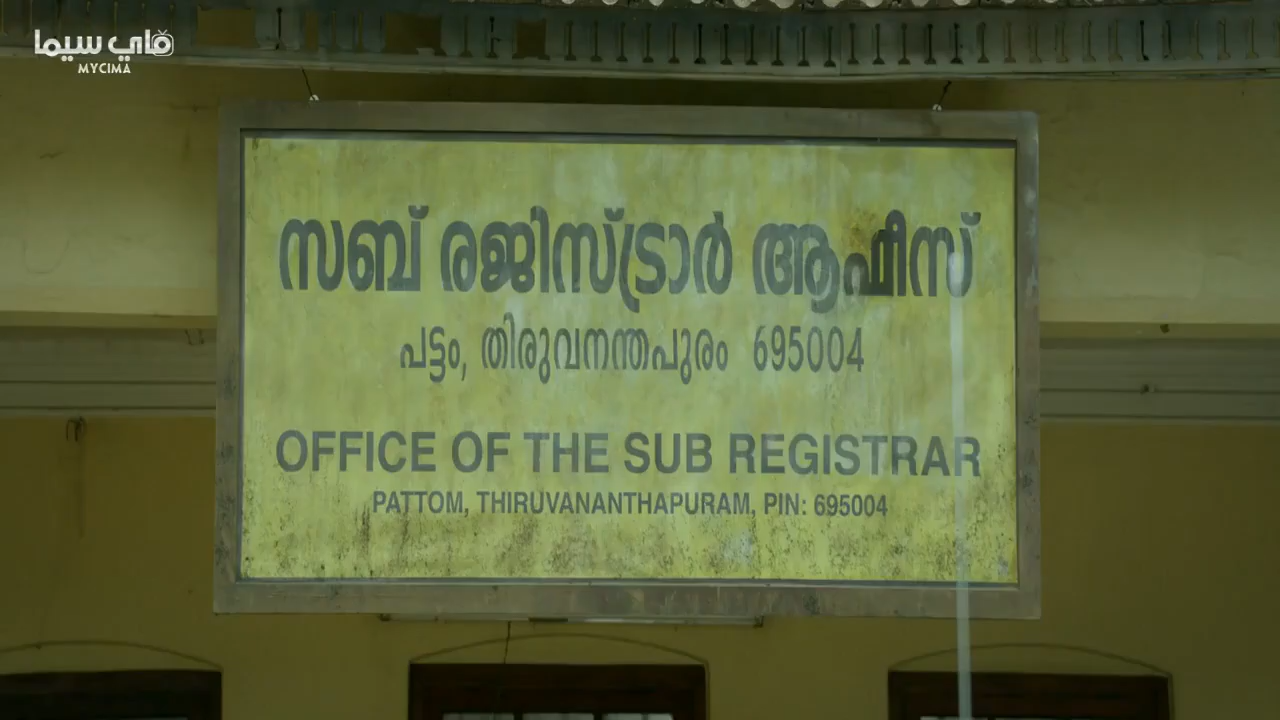 ماي سيما
MYCIMA
സബ് രജിസ്ട്രാർ ആഫീസ്
പട്ടം, തിരുവനന്തപുരം 695004
OFFICE OF THE SUB REGISTRAR
PATTOM, THIRUVANANTHAPURAM, PIN: 695004